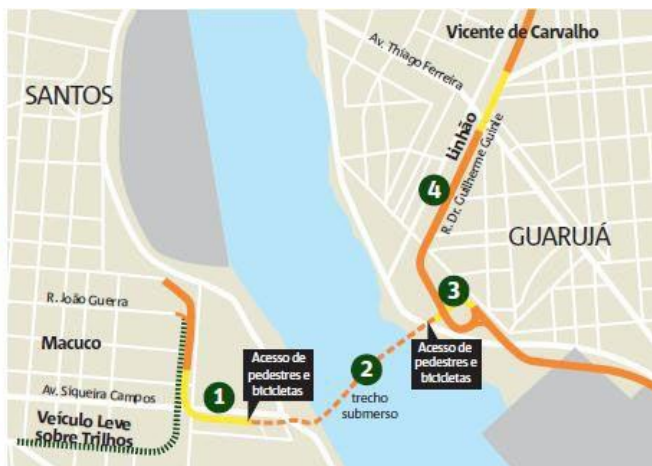 Vicente de Carvalho
Av. Thiago Ferreira
SANTOS
Linhão
R. Dr. Guilherme Guinle
4
GUARUJÁ
3
R. João Guerra
Macuco
Acesso de
pedestres e
bicicletas
Acesso de
pedestres e
bicicletas
2
trecho
submerso
Av. Siqueira Campos
1
Veículo Leve
sobre Trilhos